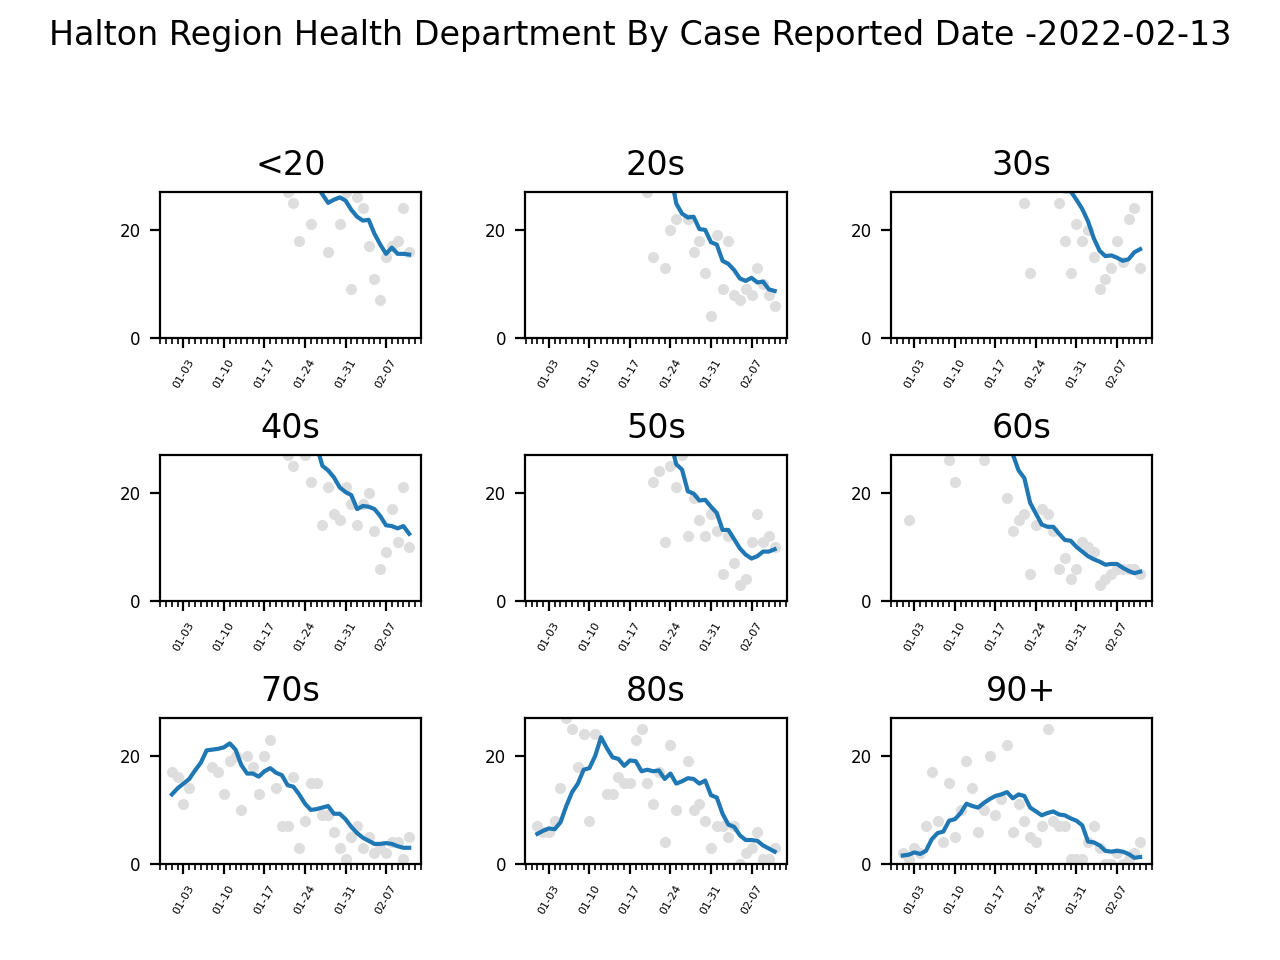 Halton Region Health Department By Case Reported Date -2022-02-13
<20 20s 30s
20 20 20
0 0 0
01-03 01-10 01-17 01-24 01-31 02-07 01-03 01-10 01-17 01-24 01-31 02-07 01-03 01-10 01-17 01-24 01-31 02-07
40s 50s 60s
20 20 20
0 0 0
01-03 01-10 01-17 01-24 01-31 02-07 01-03 01-10 01-17 01-24 01-31 02-07 01-03 01-10 01-17 01-24 01-31 02-07
70s 80s 90+
20 20 20
0 0 0
01-03 01-10 01-17 01-24 01-31 02-07 01-03 01-10 01-17 01-24 01-31 02-07 01-03 01-10 01-17 01-24 01-31 02-07